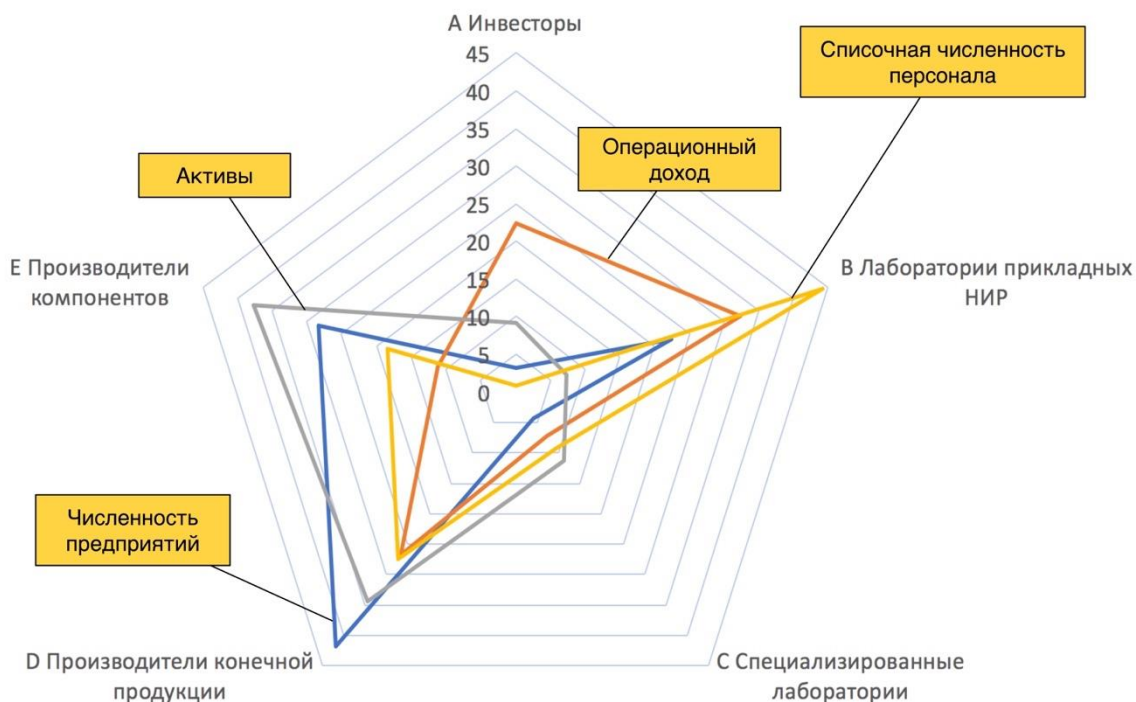 А Инвесторы
45
40
35
30
25
20
15
10
5
0
Списочная численность
персонала
Операционный
доход
Активы
Е Производители
компонентов
В Лаборатории прикладных
НИР
Численность
предприятий
D Производители конечной
продукции
С Специализированные
лаборатории